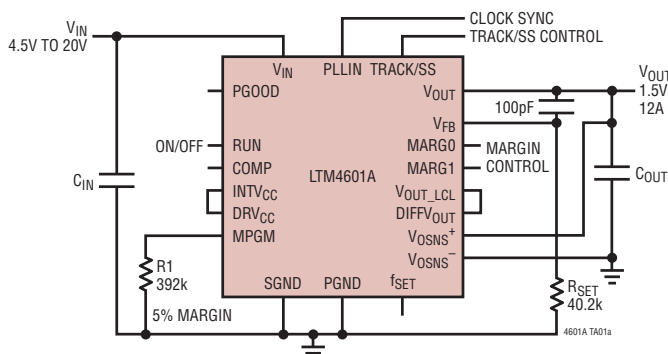 CLOCK SYNC
TRACK/SS CONTROL
VIN
4.5V TO 20V
VIN
PLLIN
TRACK/SS
PGOOD
VOUT
VOUT
1.5V
12A
100pF
VFB
ON/OFF
RUN
MARG0
MARGIN
CONTROL
COMP
LTM4601A
MARG1
CIN
INTVCC
VOUT_LCL
COUT
DRVCC
DIFFVOUT
MPGM
VOSNS+
VOSNS–
R1
392k
SGND
PGND
fSET
RSET
40.2k
5% MARGIN
4601A TA01a